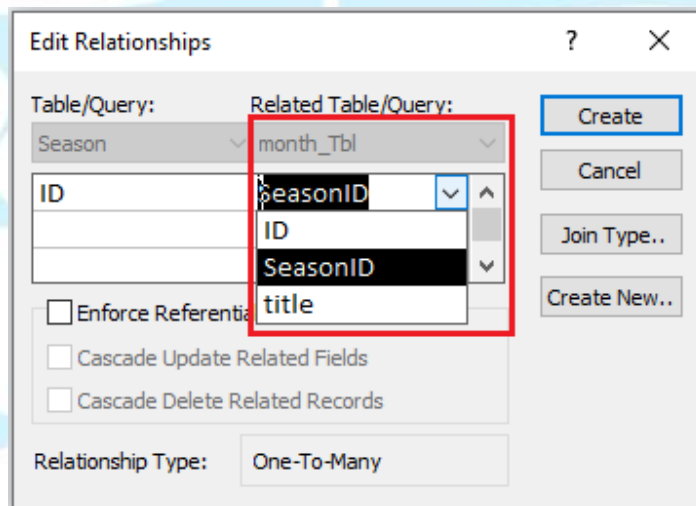 Edit Relationships ? ×
Table/Query: Related Table/Query:
Season month_Tbl
ID SeasonID
ID
SeasonID
title
Enforce Referentia
Cascade Update Related Fields
Cascade Delete Related Records
Relationship Type: One-To-Many
Create
Cancel
Join Type..
Create New..